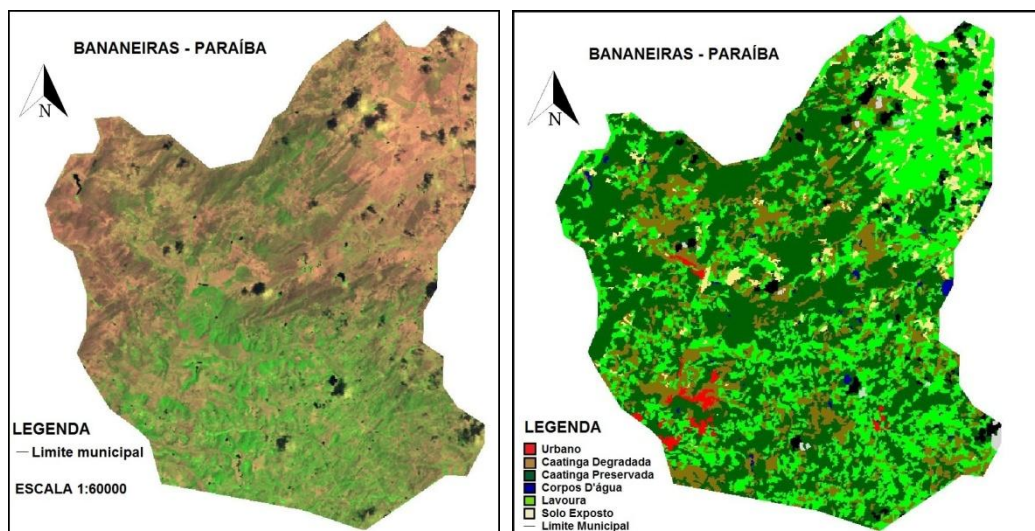 BANANEIRAS - PARAÍBA
N
LEGENDA
Limite municipal
ESCALA 1:60000
BANANEIRAS - PARAÍBA
N
LEGENDA
Urbano
Caatinga Degradada
Caatinga Preservada
Corpos D'água
Lavoura
Solo Exposto
Limite Municipal